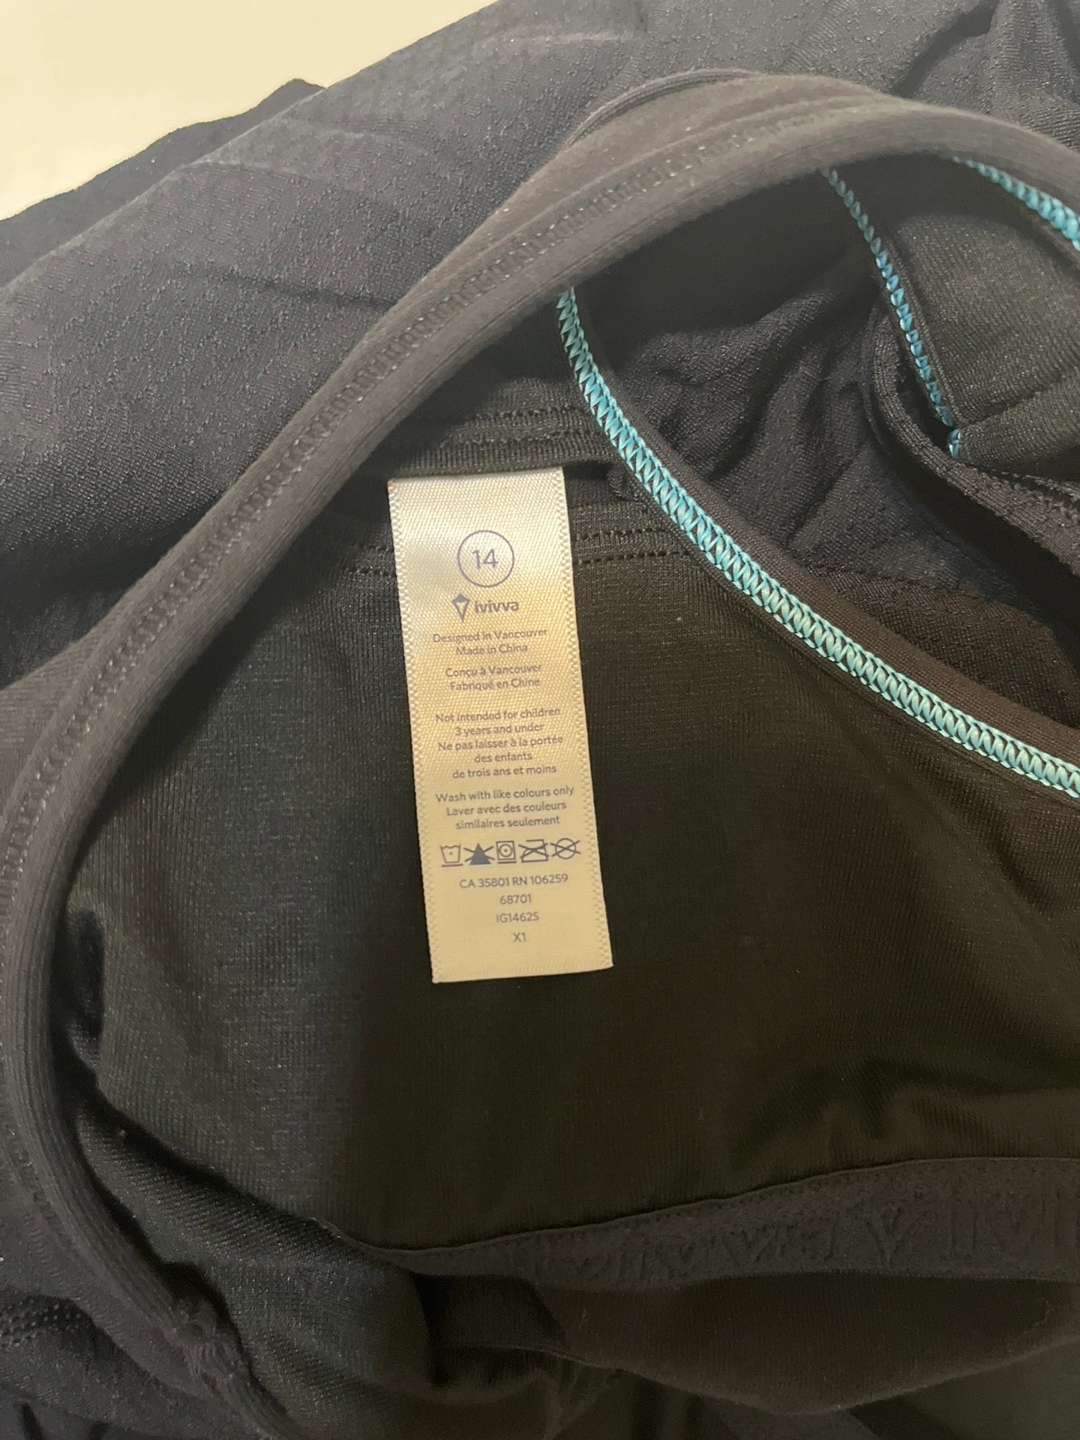 14
ivivva
Designed in Vancouver
Made in China
Conçu à Vancouver
Fabriqué en Chine
Not intended for children
3 years and under
Ne pas laisser à la portée
des enfants
de trois ans et moins
Wash with like colours only
Laver avec des couleurs
similaires seulement
CA 35801 RN 106259
68701
IG1462S
X1